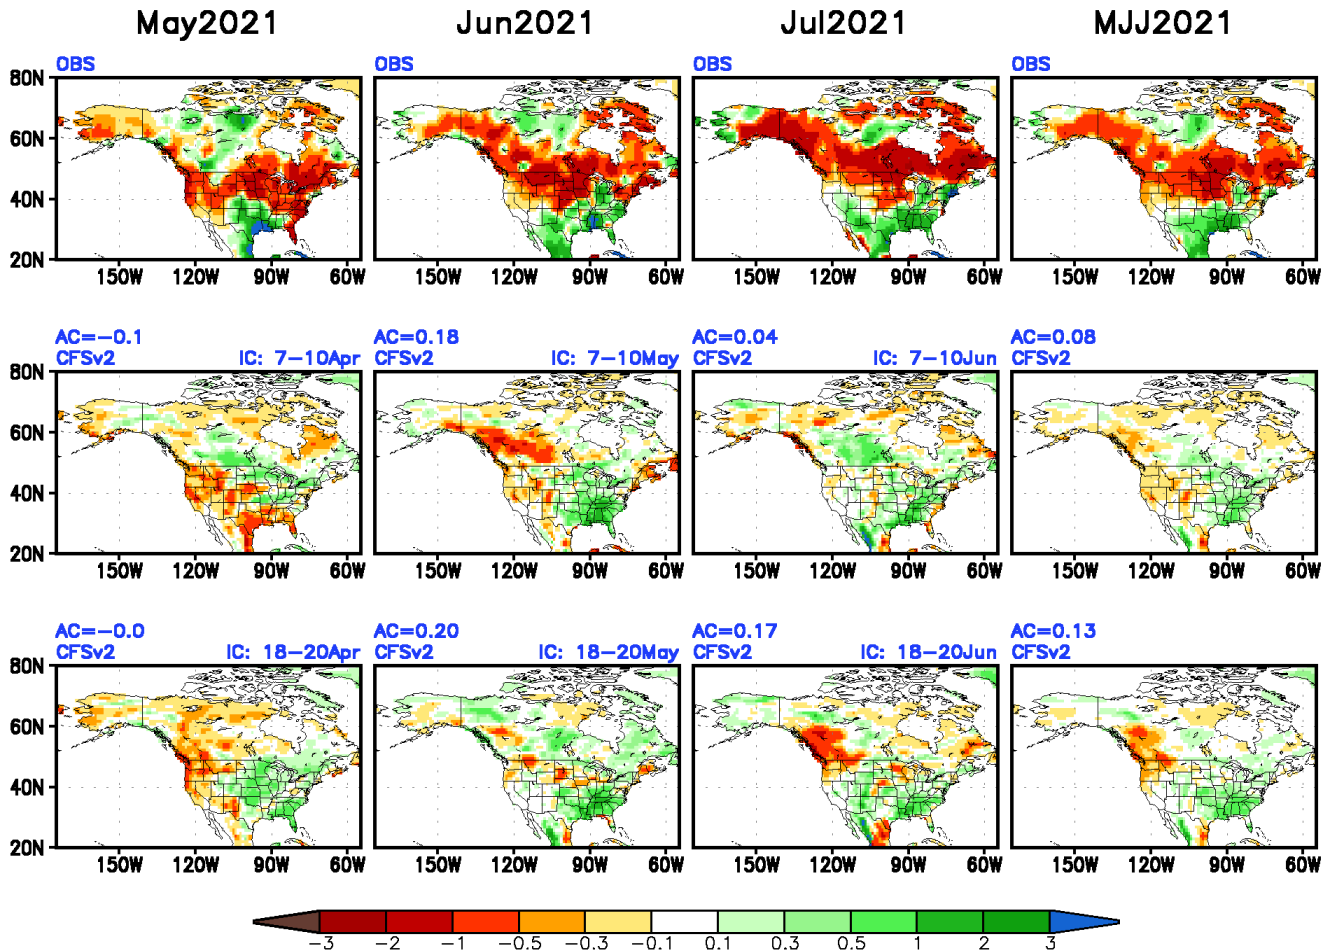 May2021 Jun2021 Jul2021 MJJ2021
OBS OBS OBS OBS
80N
60N
40N
20N
150W 120W 90W 60W 150W 120W 90W 60W 150W 120W 90W 60W 150W 120W 90W 60W
AC=-0.1 AC=0.18 AC=0.04 AC=0.08
CFSv2 IC: 7-10Apr CFSv2 IC: 7-10May CFSv2 IC: 7-10Jun CFSv2
80N
60N
40N
20N
150W 120W 90W 60W 150W 120W 90W 60W 150W 120W 90W 60W 150W 120W 90W 60W
AC=-0.0 AC=0.20 AC=0.17 AC=0.13
CFSv2 IC: 18-20Apr CFSv2 IC: 18-20May CFSv2 IC: 18-20Jun CFSv2
80N
60N
40N
20N
150W 120W 90W 60W 150W 120W 90W 60W 150W 120W 90W 60W 150W 120W 90W 60W
-3 -2 -1 -0.5 -0.3 -0.1 0.1 0.3 0.5 1 2 3